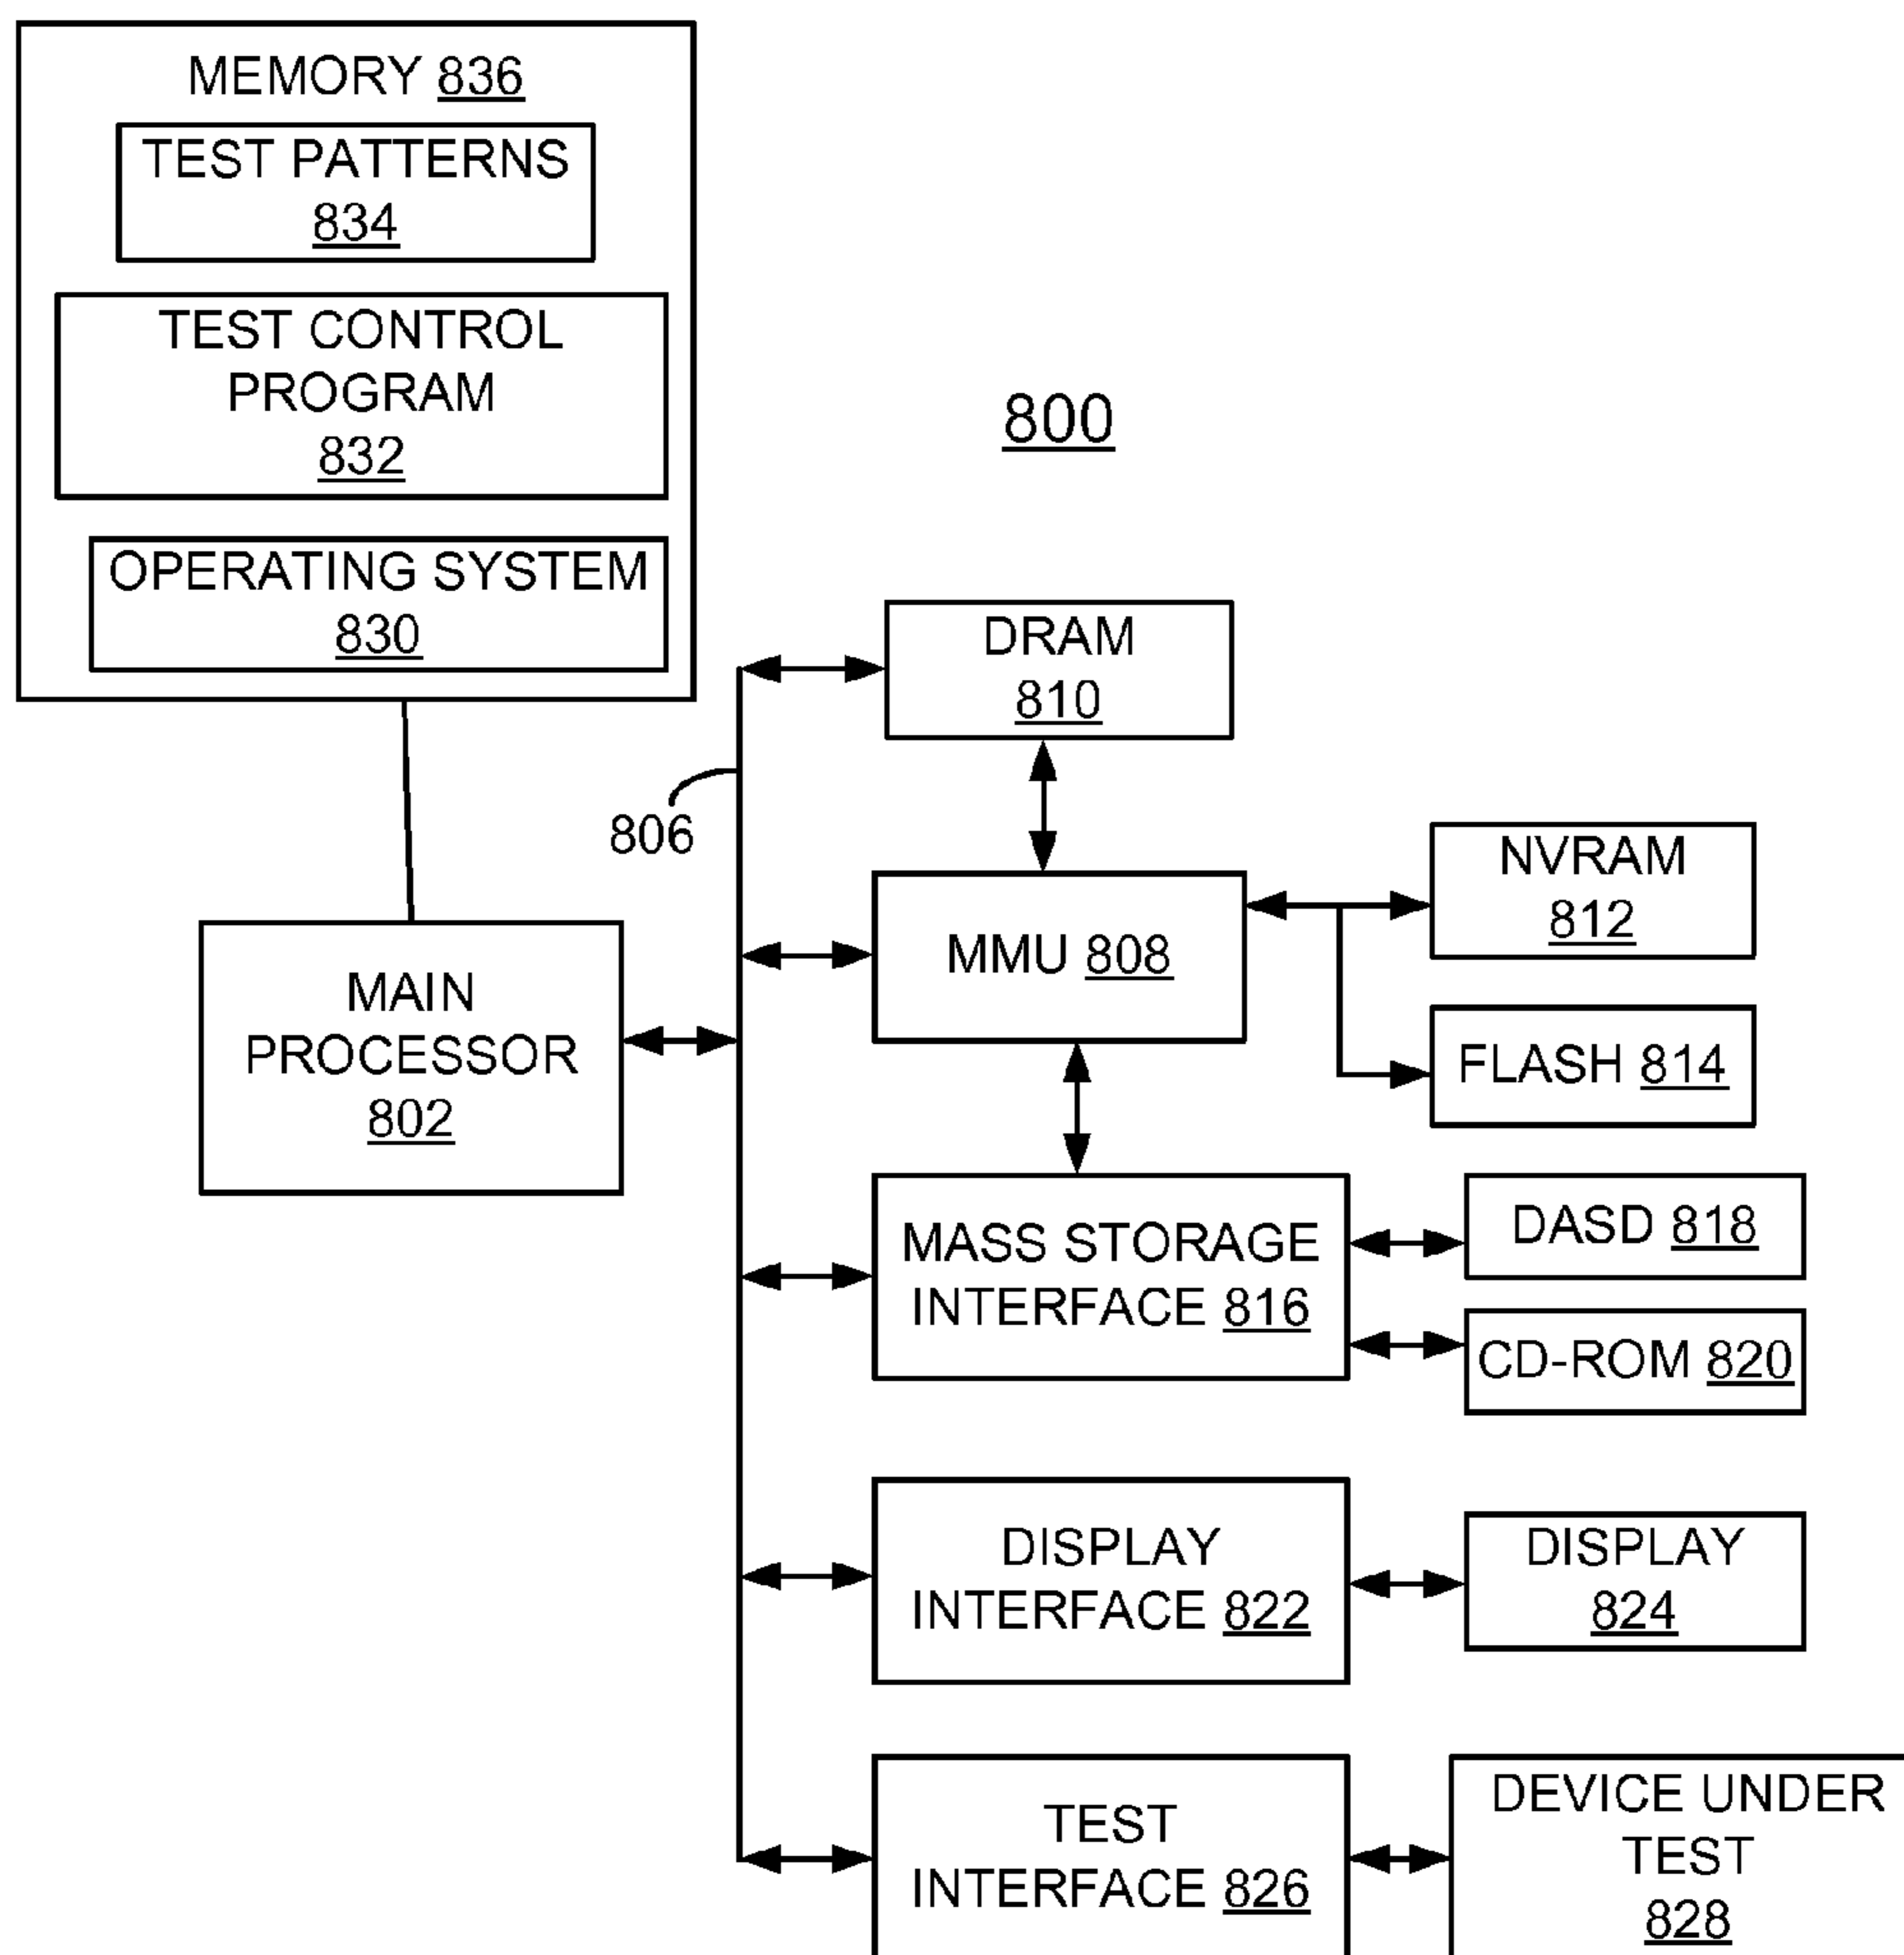 MEMORY 836
TEST PATTERNS
834
TEST CONTROL
PROGRAM
832
OPERATING SYSTEM
830
800
DRAM
810
806
NVRAM
812
MMU 808
MAIN
PROCESSOR
802
FLASH 814
MASS STORAGE
INTERFACE 816
DASD 818
CD-ROM 820
DISPLAY
INTERFACE 822
DISPLAY
824
TEST
INTERFACE 826
DEVICE UNDER
TEST
828